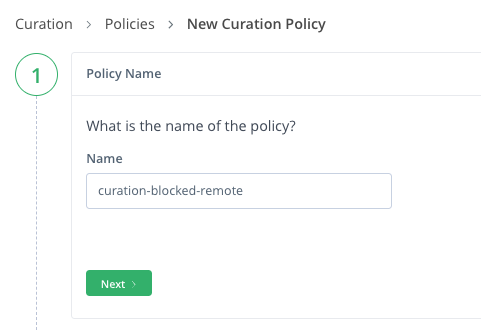 Curation > Policies > New Curation Policy
1
Policy Name
What is the name of the policy?
Name
curation-blocked-remote
Next >